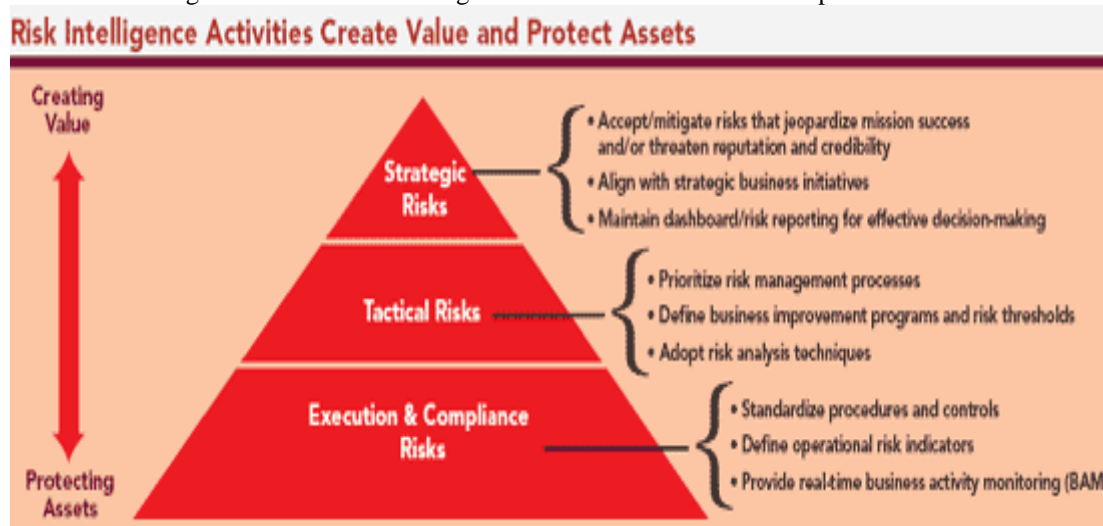 Risk Intelligence Activities Create Value and Protect Assets
Creating
Value
Strategic
Risks
• Accept/mitigate risks that jeopardize mission success
and/or threaten reputation and credibility
• Align with strategic business initiatives
• Maintain dashboard/risk reporting for effective decision-making
Tactical Risks
• Prioritize risk management processes
• Define business improvement programs and risk thresholds
• Adopt risk analysis techniques
Execution & Compliance
Risks
• Standardize procedures and controls
• Define operational risk indicators
• Provide real-time business activity monitoring (BAM
Protecting
Assets